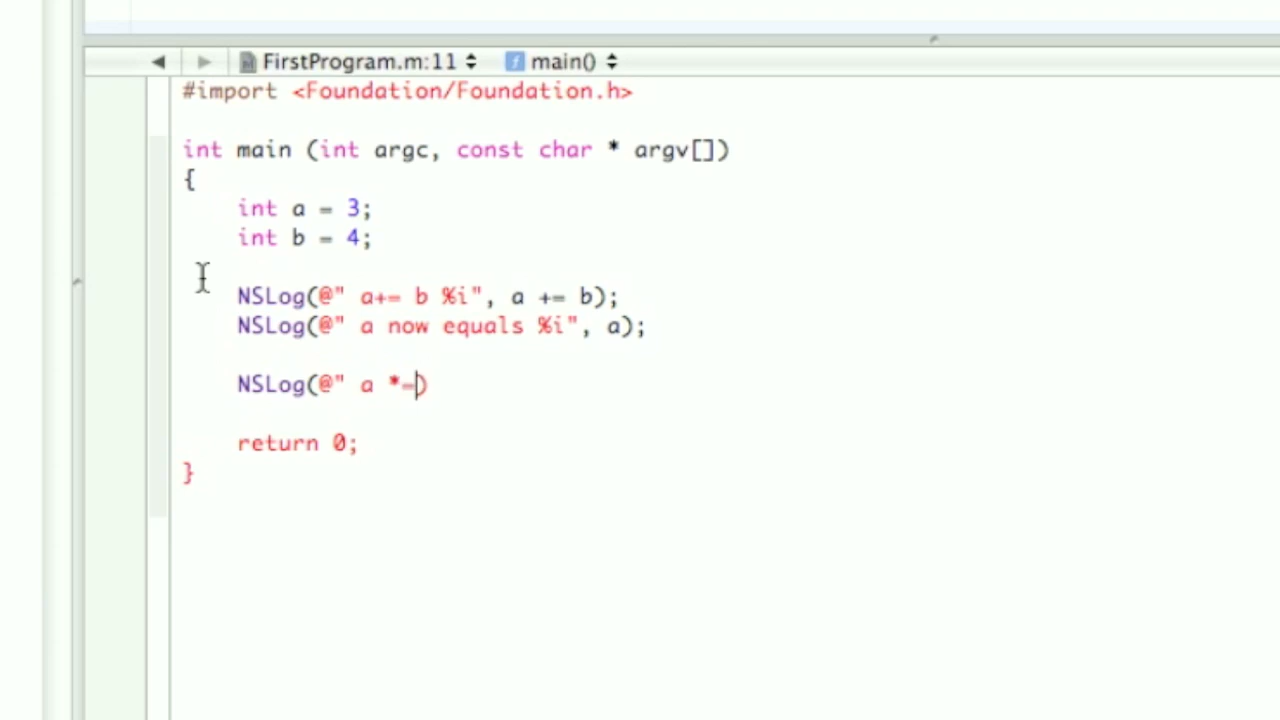 FirstProgram.m:11 main()
#import <Foundation/Foundation.h>
int main (int argc, const char * argv[])
{
int a = 3;
int b = 4;
NSLog(@" a+= b %i", a += b);
NSLog(@" a now equals %i", a);
NSLog(@" a *=)
return 0;
}